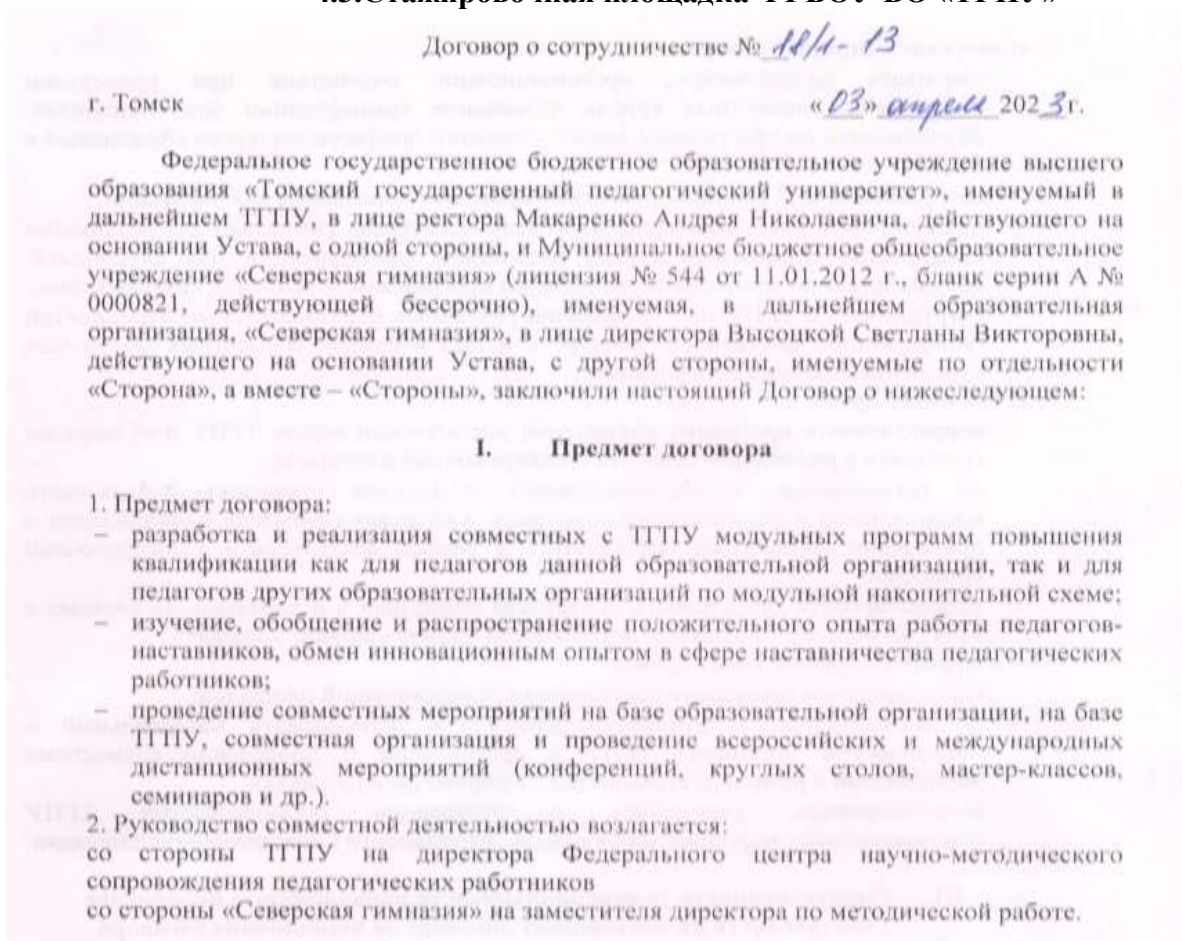 4.3.Стажировочная площадка ФГБОУ ВО «ТГПУ»
Договор о сотрудничестве № 18/1-13
г. Томск «03» апреля 2023г.
Федеральное государственное бюджетное образовательное учреждение высшего
образования «Томский государственный педагогический университет», именуемый в
дальнейшем ТГПУ, в лице ректора Макаренко Андрея Николаевича, действующего на
основании Устава, с одной стороны, и Муниципальное бюджетное общеобразовательное
учреждение «Северская гимназия» (лицензия № 544 от 11.01.2012 г., бланк серии А №
0000821, действующей бессрочно), именуемая, в дальнейшем образовательная
организация, «Северская гимназия», в лице директора Высоцкой Светланы Викторовны,
действующего на основании Устава, с другой стороны, именуемые по отдельности
«Сторона», а вместе – «Стороны», заключили настоящий Договор о нижеследующем:
I. Предмет договора
1. Предмет договора:
– разработка и реализация совместных с ТГПУ модульных программ повышения
квалификации как для педагогов данной образовательной организации, так и для
педагогов других образовательных организаций по модульной накопительной схеме;
– изучение, обобщение и распространение положительного опыта работы педагогов-
наставников, обмен инновационным опытом в сфере наставничества педагогических
работников;
– проведение совместных мероприятий на базе образовательной организации, на базе
ТГПУ, совместная организация и проведение всероссийских и международных
дистанционных мероприятий (конференций, круглых столов, мастер-классов,
семинаров и др.).
2. Руководство совместной деятельностью возлагается:
со стороны ТГПУ на директора Федерального центра научно-методического
сопровождения педагогических работников
со стороны «Северская гимназия» на заместителя директора по методической работе.